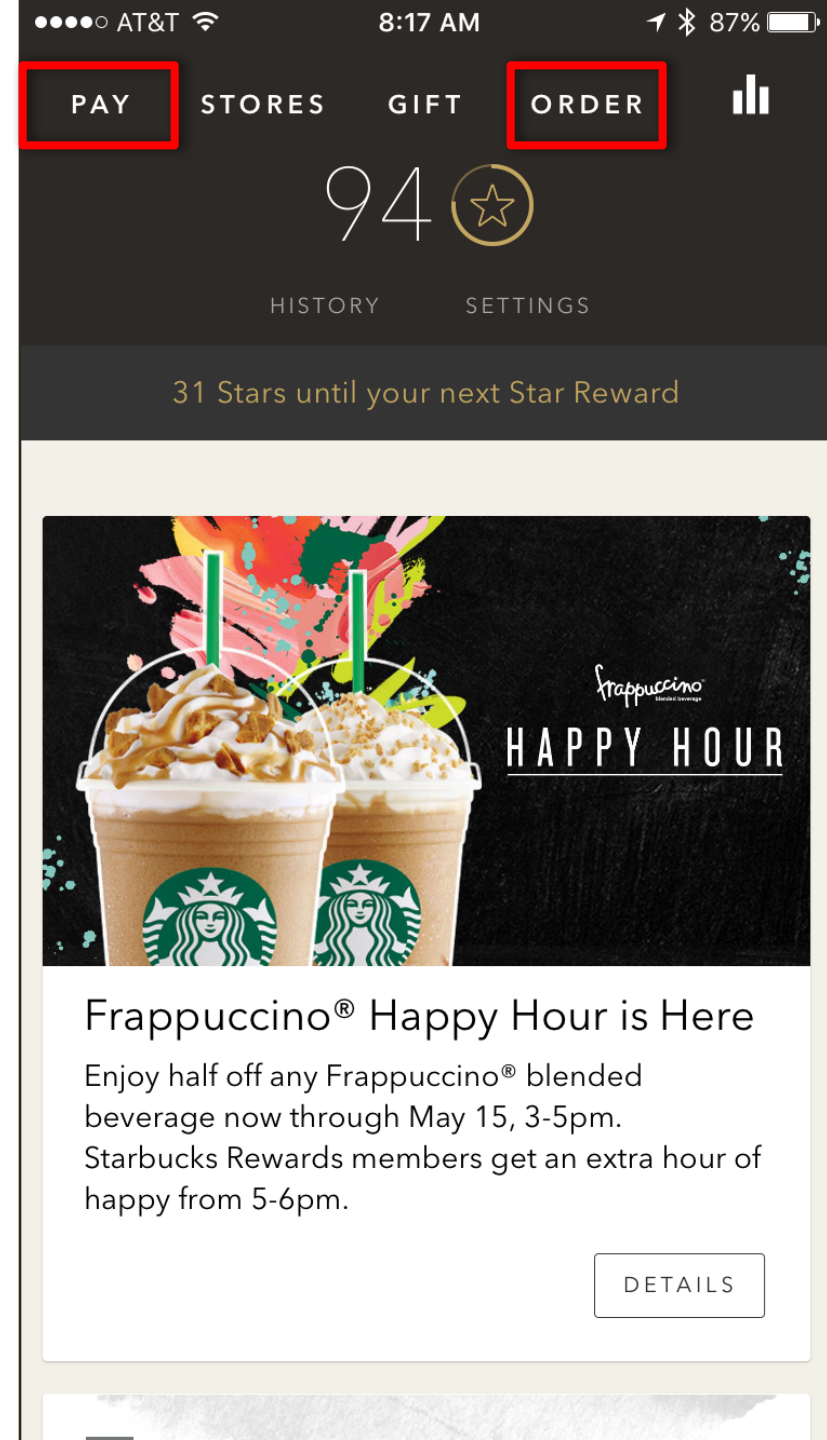 AT&T 8:17 AM 87%
PAY STORES GIFT ORDER
94
HISTORY SETTINGS
31 Stars until your next Star Reward
frappuccino™
blended beverage
HAPPY HOUR
Frappuccino® Happy Hour is Here
Enjoy half off any Frappuccino® blended
beverage now through May 15, 3-5pm.
Starbucks Rewards members get an extra hour of
happy from 5-6pm.
DETAILS